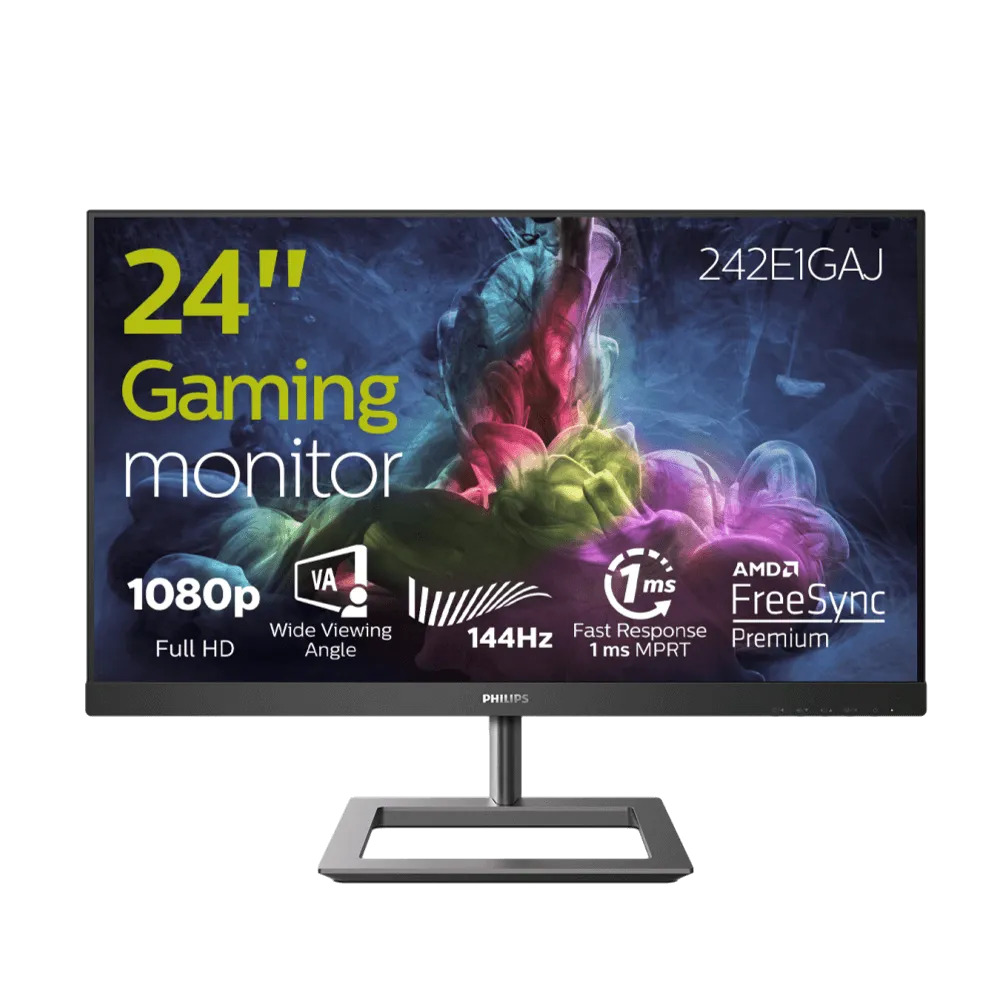 24"
Gaming
monitor
242E1GAJ
1080p
Full HD
VA
Wide Viewing
Angle
144Hz
1ms
Fast Response
1 ms MPRT
AMD
FreeSync
Premium
PHILIPS